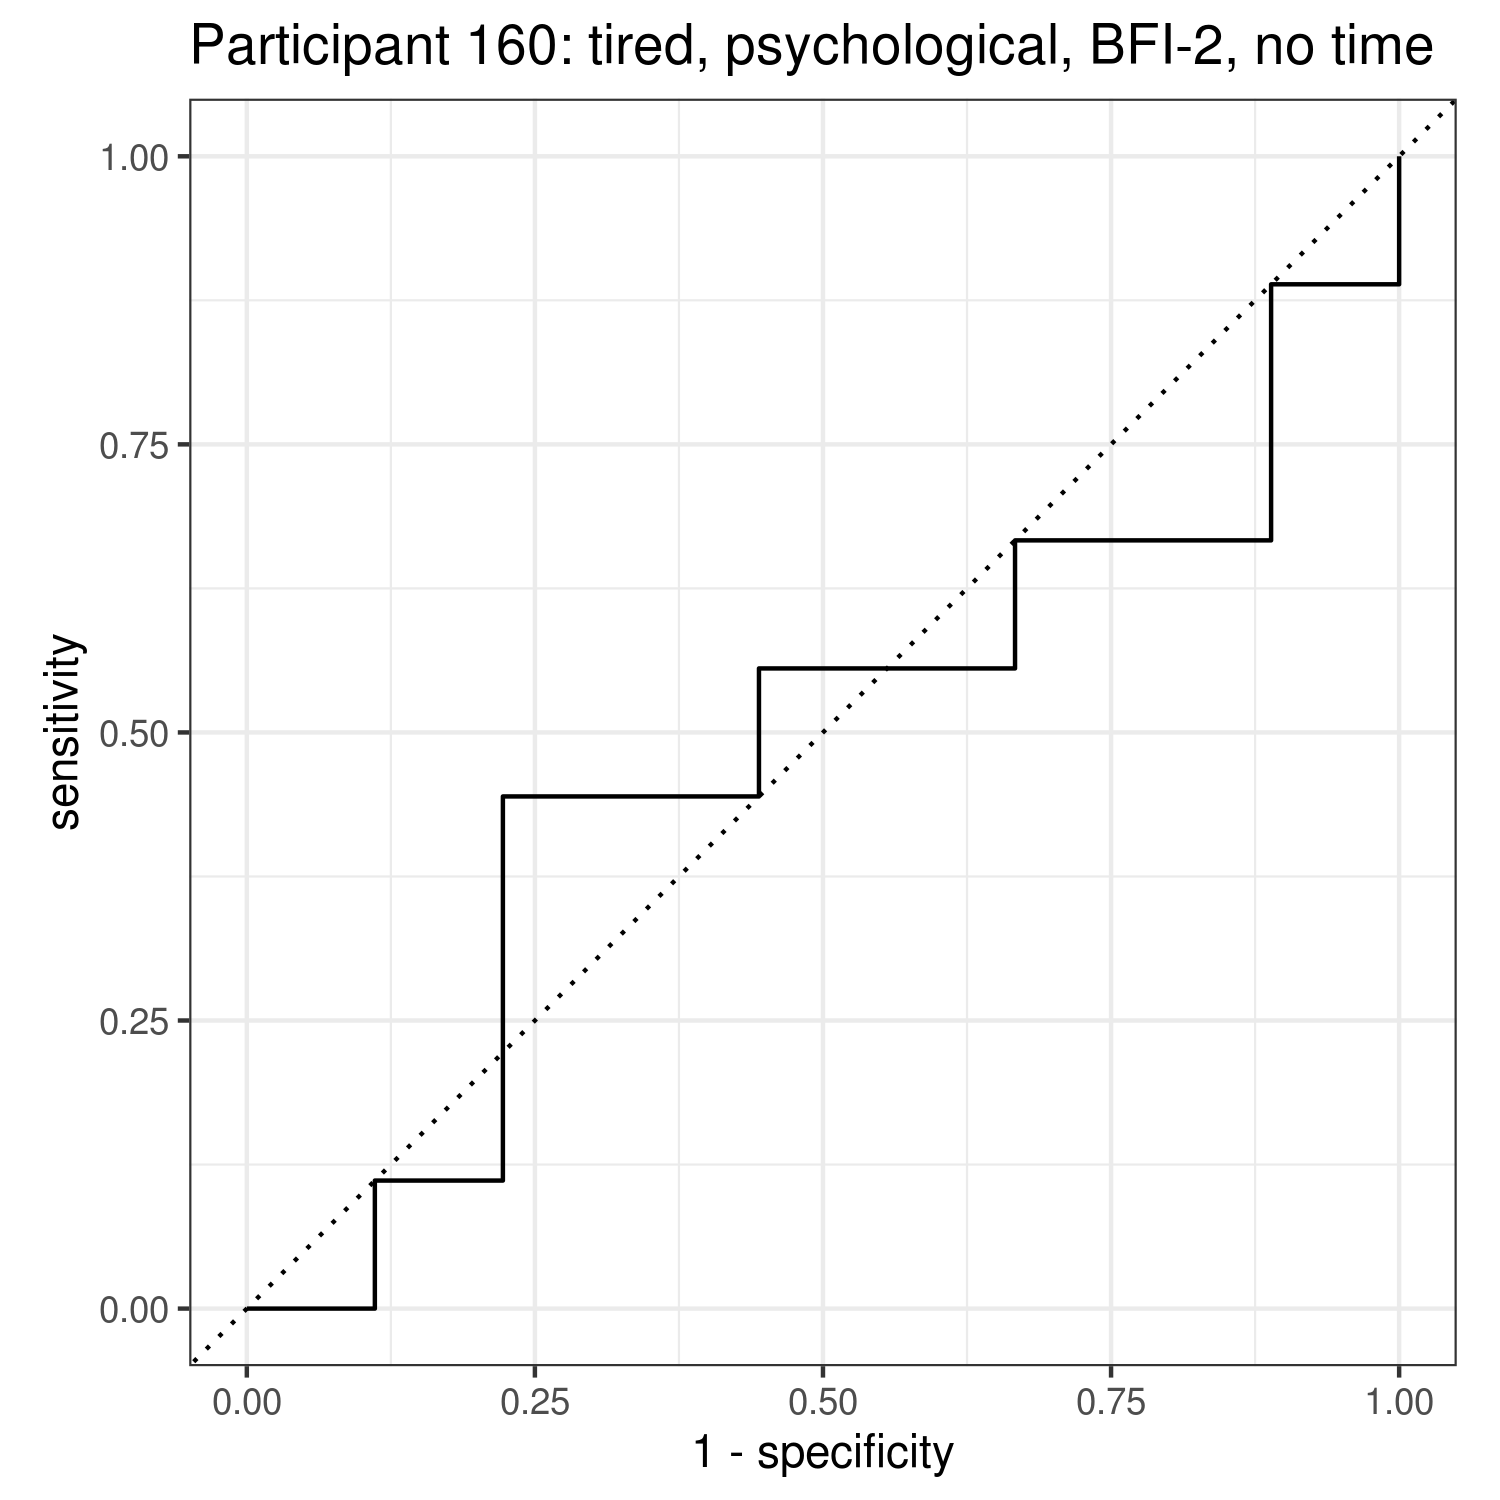 Participant 160: tired, psychological, BFI-2, no time
1.00
0.75
0.50
0.25
0.00
sensitivity
0.00 0.25 0.50 0.75 1.00
1 - specificity